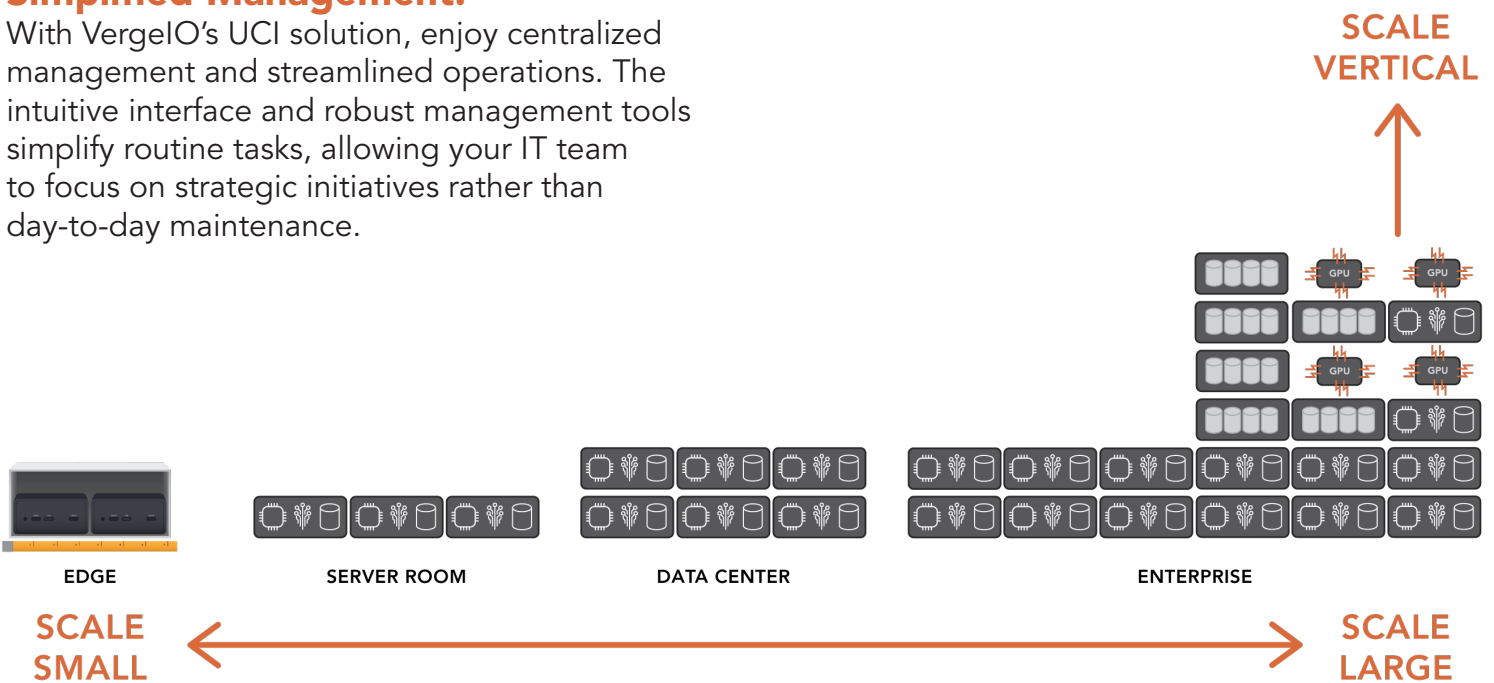 Simplified Management:
With VergeIO's UCI solution, enjoy centralized
management and streamlined operations. The
intuitive interface and robust management tools
simplify routine tasks, allowing your IT team
to focus on strategic initiatives rather than
day-to-day maintenance.
SCALE
VERTICAL
GPU GPU
GPU GPU
EDGE SERVER ROOM DATA CENTER ENTERPRISE
SCALE
SMALL
SCALE
LARGE